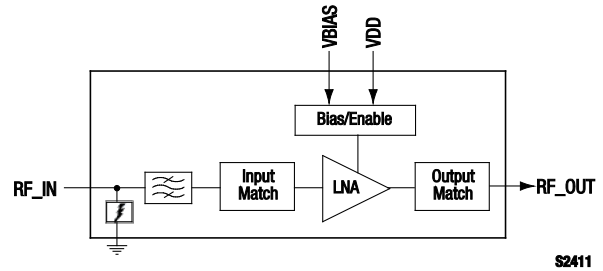 VBIAS
VDD
Bias/Enable
RF_IN
Input
Match
LNA
Output
Match
RF_OUT
S2411